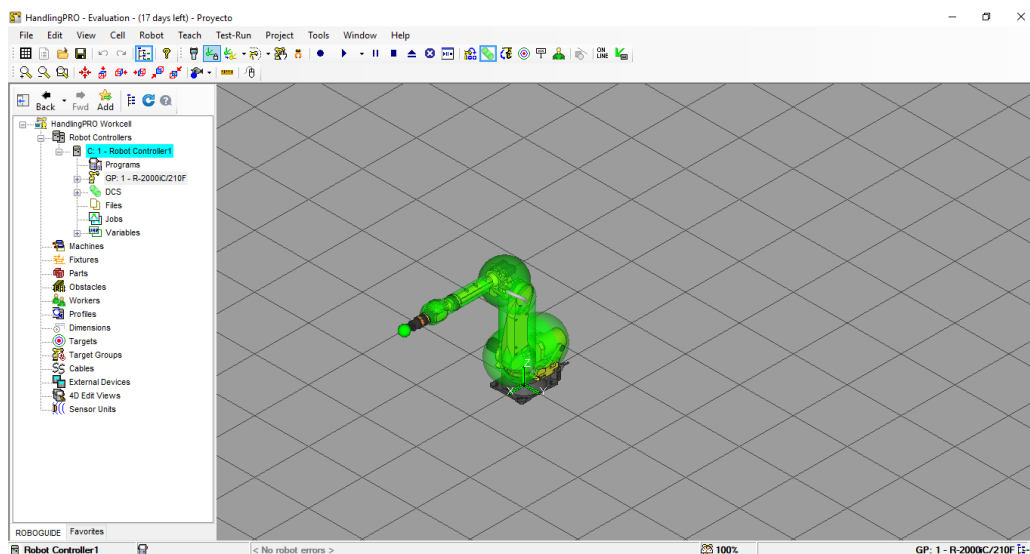 HandlingPRO - Evaluation - (17 days left) - Proyecto
File Edit View Cell Robot Teach Test-Run Project Tools Window Help
ON LINE
Back Fwd Add
HandlingPRO Workcell
Robot Controllers
C: 1 - Robot Controller1
Programs
GP: 1 - R-2000iC/210F
DCS
Files
Jobs
Variables
Machines
Fixtures
Parts
Obstacles
Workers
Profiles
Dimensions
Targets
Target Groups
Cables
External Devices
4D Edit Views
Sensor Units
Z
X Y
ROBOGUIDE Favorites
Robot Controller1 < No robot errors > 100% GP: 1 - R-2000iC/210F